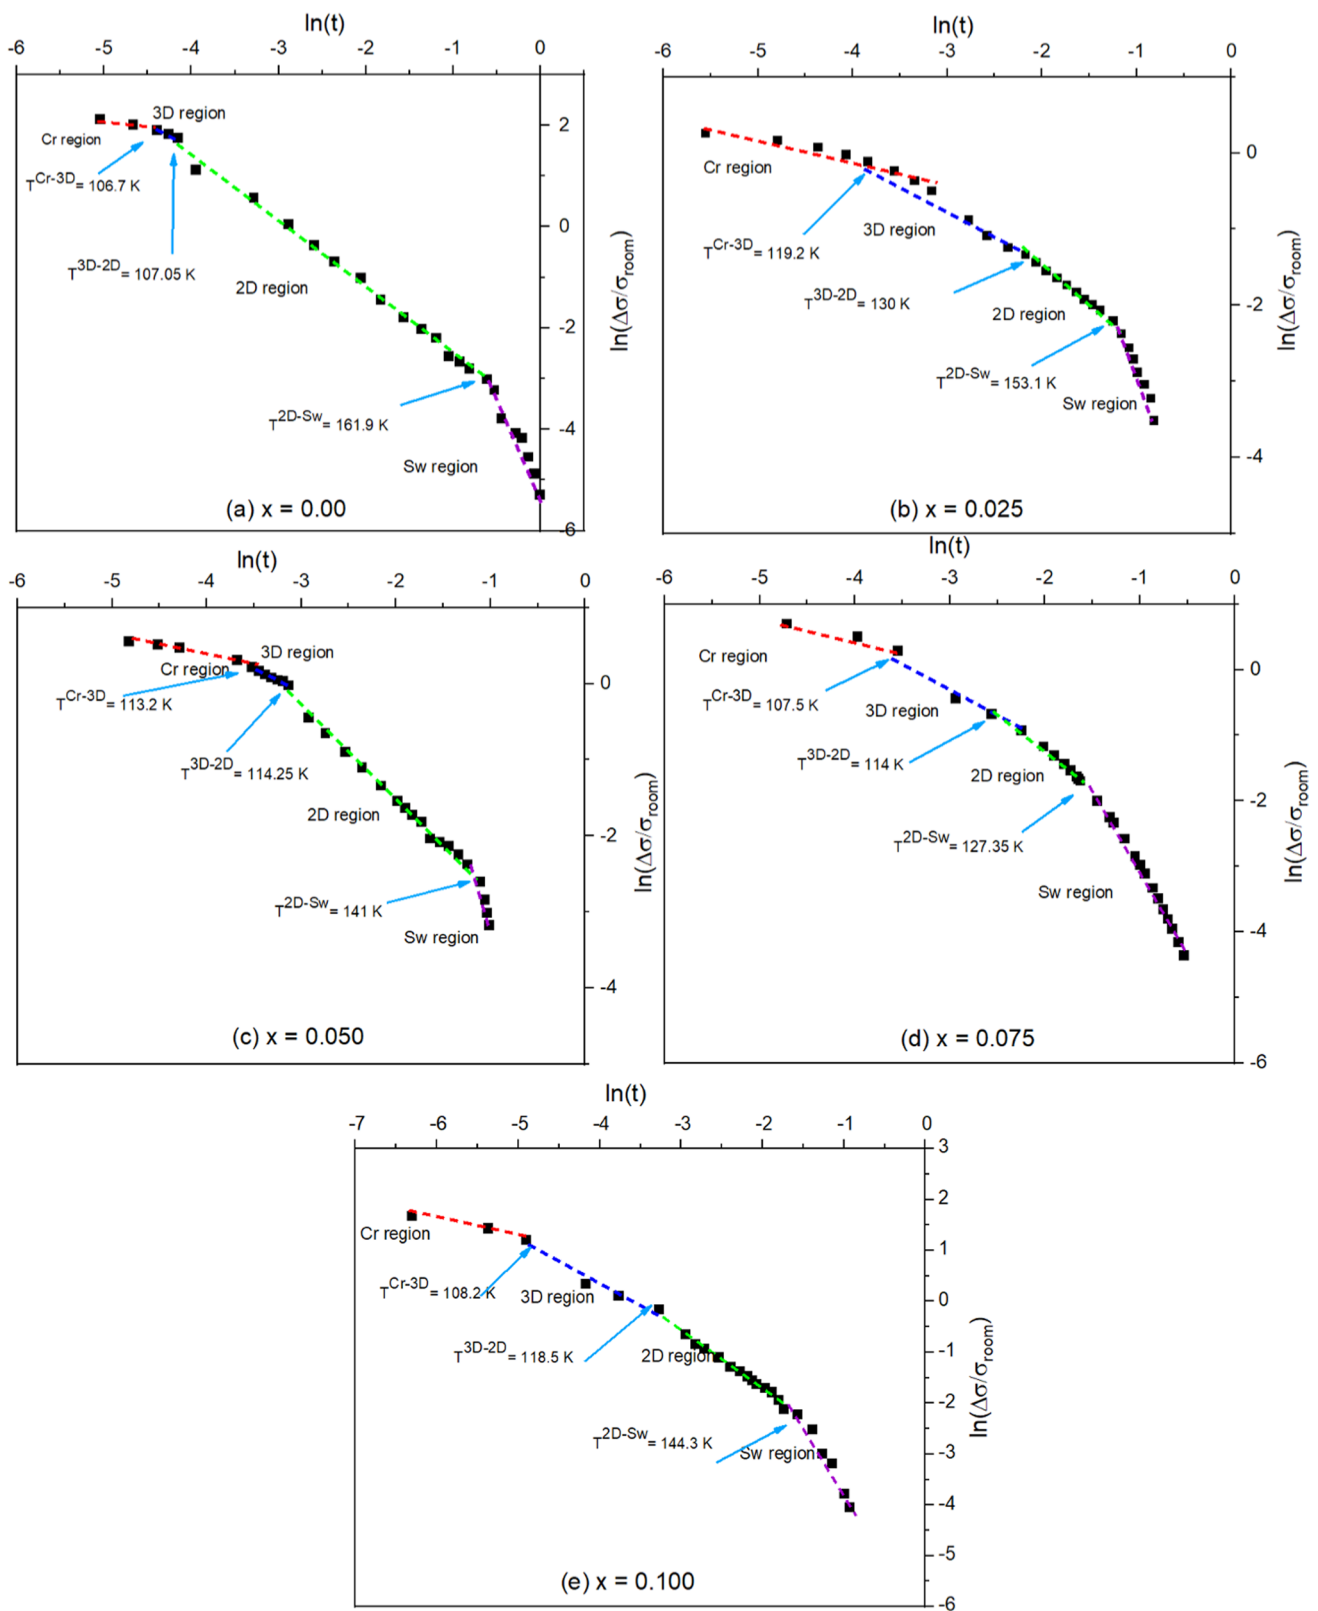 ln(t)
-6 -5 -4 -3 -2 -1 0
2
0
-2
-4
-6
ln(Δσ/σroom)
3D region
Cr region
T^Cr-3D = 106.7 K
T^3D-2D = 107.05 K
2D region
T^2D-Sw = 161.9 K
Sw region
(a) x = 0.00
ln(t)
-6 -5 -4 -3 -2 -1 0
0
-2
-4
ln(Δσ/σroom)
Cr region
T^Cr-3D = 119.2 K
3D region
T^3D-2D = 130 K
2D region
T^2D-Sw = 153.1 K
Sw region
(b) x = 0.025
ln(t)
-6 -5 -4 -3 -2 -1 0
0
-2
-4
ln(Δσ/σroom)
3D region
Cr region
T^Cr-3D = 113.2 K
T^3D-2D = 114.25 K
2D region
T^2D-Sw = 141 K
Sw region
(c) x = 0.050
ln(t)
-6 -5 -4 -3 -2 -1 0
0
-2
-4
-6
ln(Δσ/σroom)
Cr region
T^Cr-3D = 107.5 K
3D region
T^3D-2D = 114 K
2D region
T^2D-Sw = 127.35 K
Sw region
(d) x = 0.075
ln(t)
-7 -6 -5 -4 -3 -2 -1 0
3
2
1
0
-1
-2
-3
-4
-5
-6
ln(Δσ/σroom)
Cr region
T^Cr-3D = 108.2 K
3D region
T^3D-2D = 118.5 K
2D region
T^2D-Sw = 144.3 K
Sw region
(e) x = 0.100